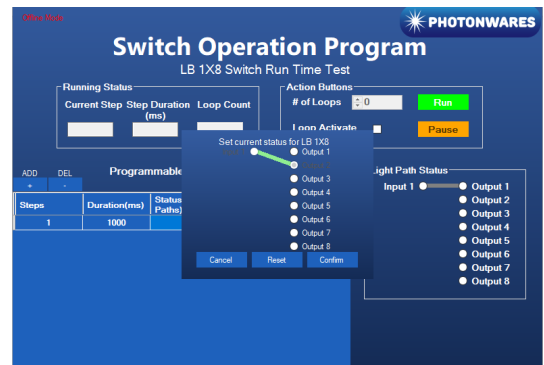 Offline Mode
PHOTONWARES
Switch Operation Program
LB 1X8 Switch Run Time Test
Running Status
Current Step Step Duration (ms) Loop Count
Action Buttons
# of Loops 0 Run
Loop Activate Pause
Set current status for LB 1X8
Output 1
Output 3
Output 4
Output 5
Output 6
Output 7
Output 8
Cancel Reset Confirm
ADD DEL Programmable
+ -
Steps Duration(ms) Status Paths)
1 1000
Light Path Status
Input 1 Output 1
Output 2
Output 3
Output 4
Output 5
Output 6
Output 7
Output 8